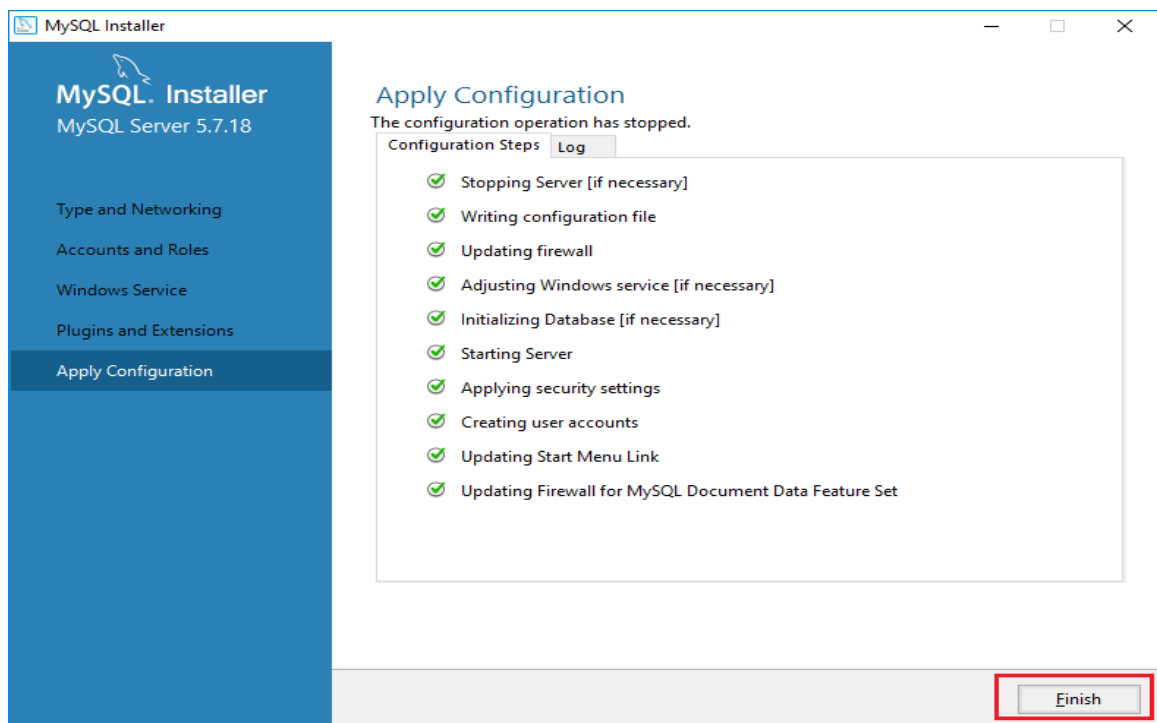 MySQL Installer
MySQL. Installer
MySQL Server 5.7.18
Type and Networking
Accounts and Roles
Windows Service
Plugins and Extensions
Apply Configuration
Apply Configuration
The configuration operation has stopped.
Configuration Steps Log
Stopping Server [if necessary]
Writing configuration file
Updating firewall
Adjusting Windows service [if necessary]
Initializing Database [if necessary]
Starting Server
Applying security settings
Creating user accounts
Updating Start Menu Link
Updating Firewall for MySQL Document Data Feature Set
Finish